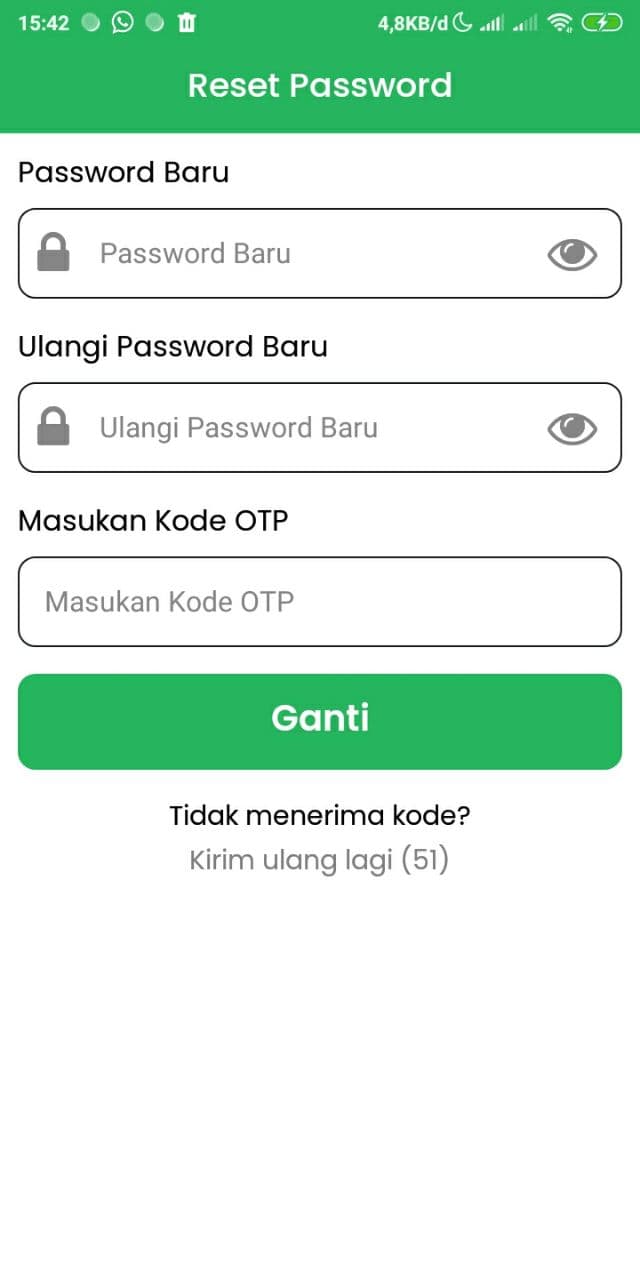 15:42 4,8KB/d
Reset Password
Password Baru
Password Baru
Ulangi Password Baru
Ulangi Password Baru
Masukan Kode OTP
Masukan Kode OTP
Ganti
Tidak menerima kode?
Kirim ulang lagi (51)